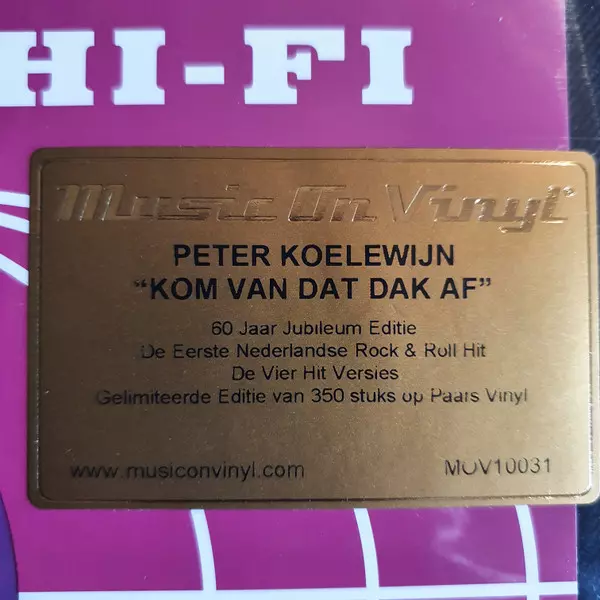 HI-FI
Music On Vinyl®
PETER KOELEWIJN
“KOM VAN DAT DAK AF”
60 Jaar Jubileum Editie
De Eerste Nederlandse Rock & Roll Hit
De Vier Hit Versies
Gelimiteerde Editie van 350 stuks op Paars Vinyl
www.musiconvinyl.com MOV10031